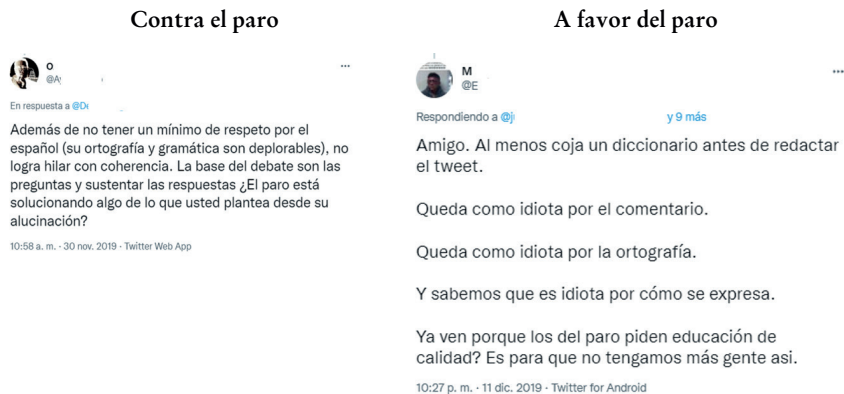 Contra el paro
O
@Ay
En respuesta a @De
Además de no tener un mínimo de respeto por el
español (su ortografía y gramática son deplorables), no
logra hilar con coherencia. La base del debate son las
preguntas y sustentar las respuestas ¿El paro está
solucionando algo de lo que usted plantea desde su
alucinación?
10:58 a. m. · 30 nov. 2019 · Twitter Web App
A favor del paro
M
@E
Respondiendo a @j y 9 más
Amigo. Al menos coja un diccionario antes de redactar
el tweet.
Queda como idiota por el comentario.
Queda como idiota por la ortografía.
Y sabemos que es idiota por cómo se expresa.
Ya ven porque los del paro piden educación de
calidad? Es para que no tengamos más gente asi.
10:27 p. m. · 11 dic. 2019 · Twitter for Android